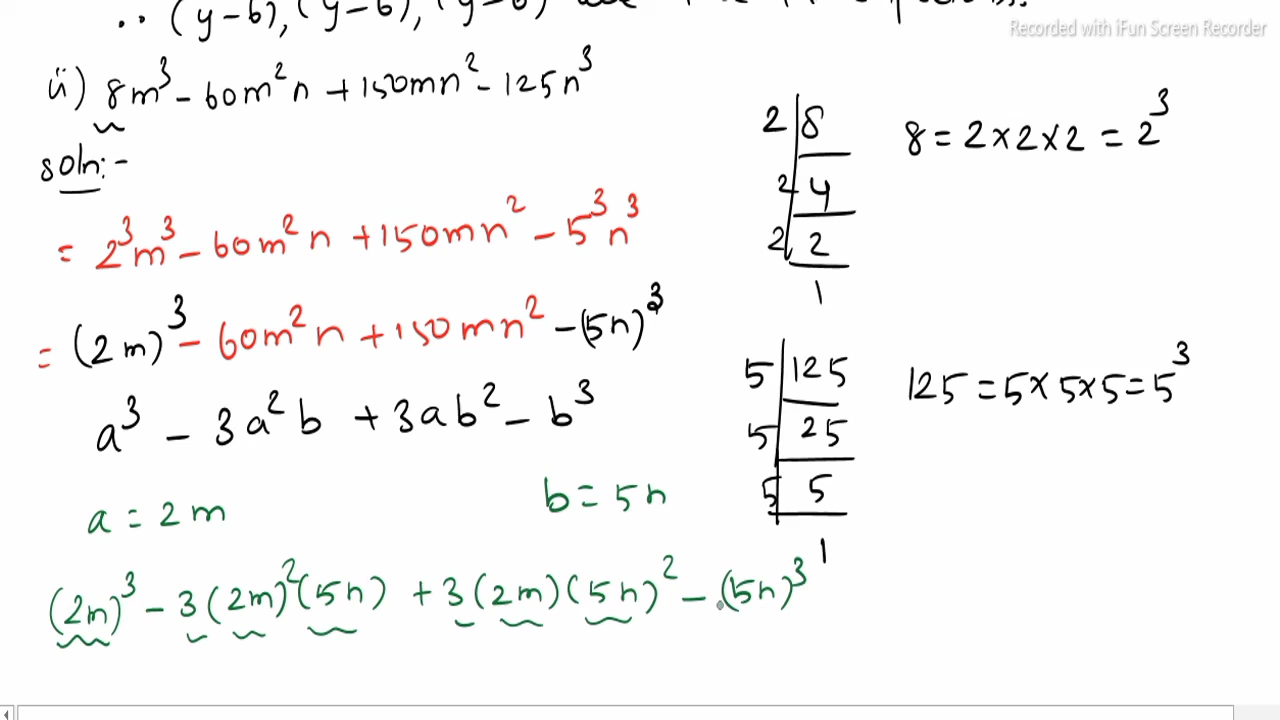 ∴ (y-6), (y-6), (y-6)
Recorded with iFun Screen Recorder
ii) 8m³ - 60m²n + 150mn² - 125n³
soln:-
= 2³m³ - 60m²n + 150mn² - 5³n³
= (2m)³ - 60m²n + 150mn² - (5n)³
a³ - 3a²b + 3ab² - b³
a = 2m b = 5n
(2m)³ - 3(2m)²(5n) + 3(2m)(5n)² - (5n)³
2|8
2|4
2|2
1
8 = 2×2×2 = 2³
5|125
5|25
5|5
1
125 = 5×5×5 = 5³